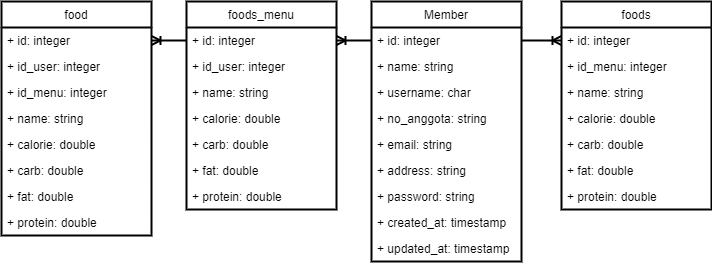 food
+ id: integer
+ id_user: integer
+ id_menu: integer
+ name: string
+ calorie: double
+ carb: double
+ fat: double
+ protein: double
foods_menu
+ id: integer
+ id_user: integer
+ name: string
+ calorie: double
+ carb: double
+ fat: double
+ protein: double
Member
+ id: integer
+ name: string
+ username: char
+ no_anggota: string
+ email: string
+ address: string
+ password: string
+ created_at: timestamp
+ updated_at: timestamp
foods
+ id: integer
+ id_menu: integer
+ name: string
+ calorie: double
+ carb: double
+ fat: double
+ protein: double